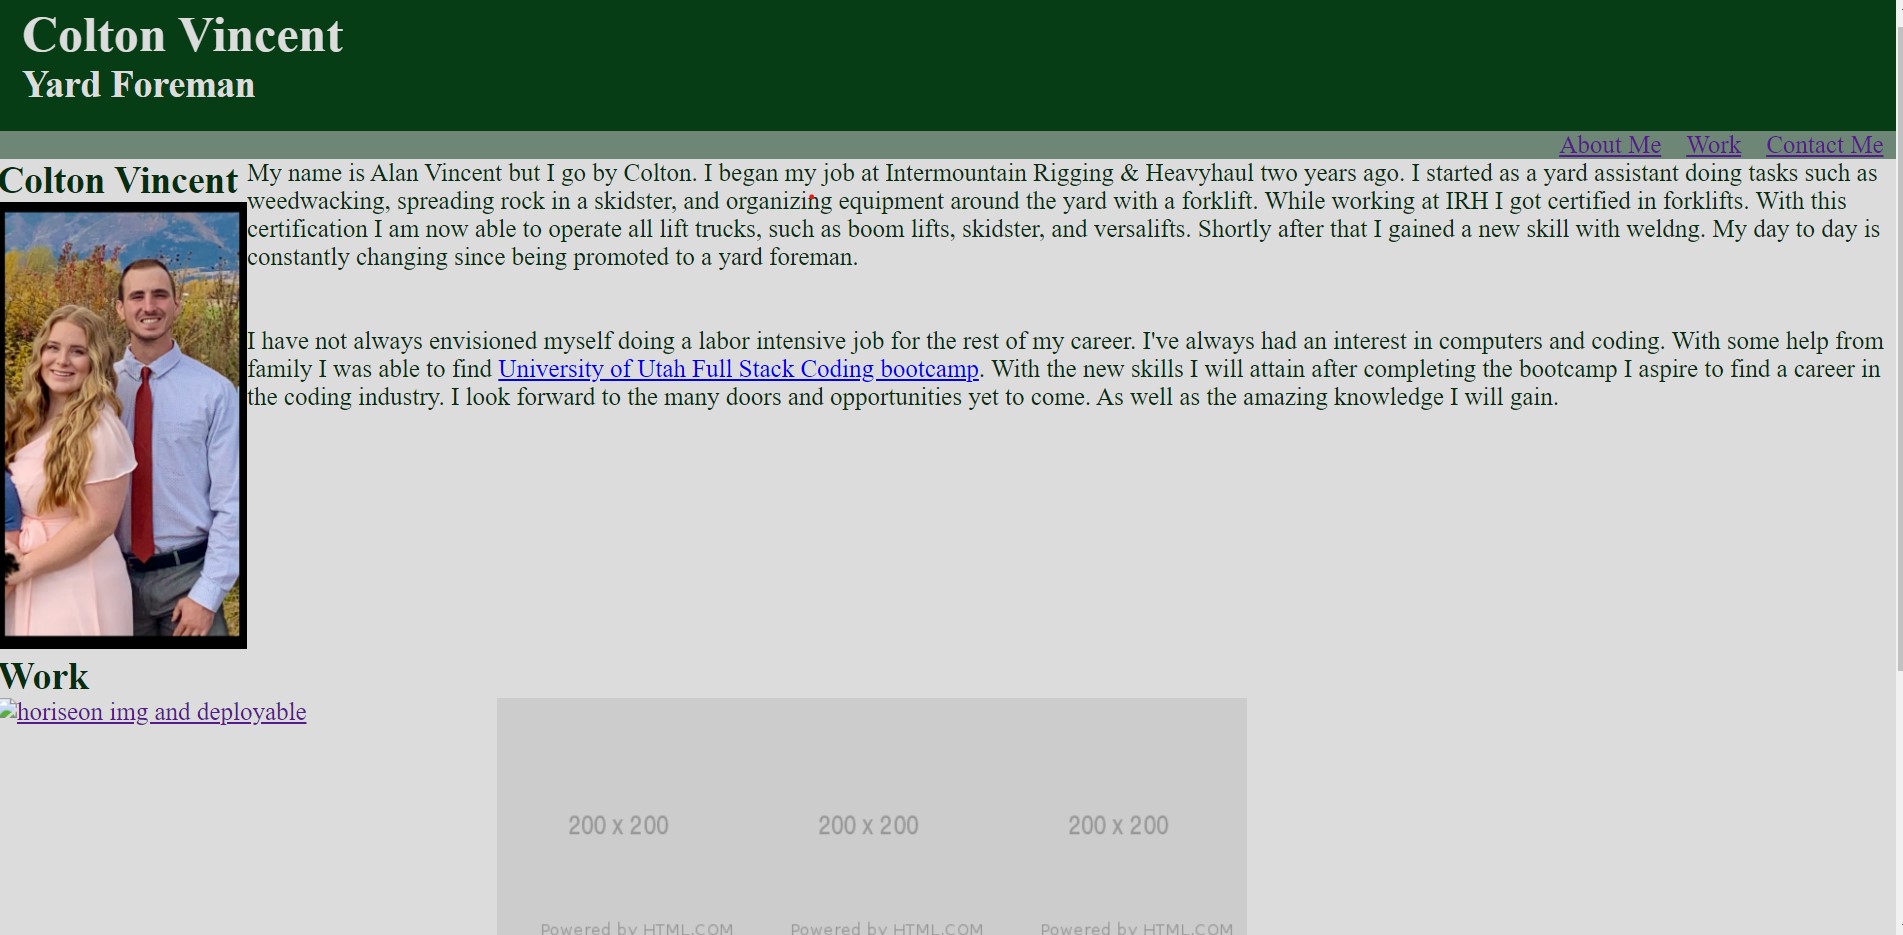 Colton Vincent
Yard Foreman
About Me Work Contact Me
Colton Vincent
My name is Alan Vincent but I go by Colton. I began my job at Intermountain Rigging & Heavyhaul two years ago. I started as a yard assistant doing tasks such as
weedwacking, spreading rock in a skidster, and organizing equipment around the yard with a forklift. While working at IRH I got certified in forklifts. With this
certification I am now able to operate all lift trucks, such as boom lifts, skidster, and versalifts. Shortly after that I gained a new skill with weldng. My day to day is
constantly changing since being promoted to a yard foreman.
I have not always envisioned myself doing a labor intensive job for the rest of my career. I've always had an interest in computers and coding. With some help from
family I was able to find University of Utah Full Stack Coding bootcamp. With the new skills I will attain after completing the bootcamp I aspire to find a career in
the coding industry. I look forward to the many doors and opportunities yet to come. As well as the amazing knowledge I will gain.
Work
horiseon img and deployable
200 x 200 200 x 200 200 x 200
Powered by HTML.COM Powered by HTML.COM Powered by HTML.COM